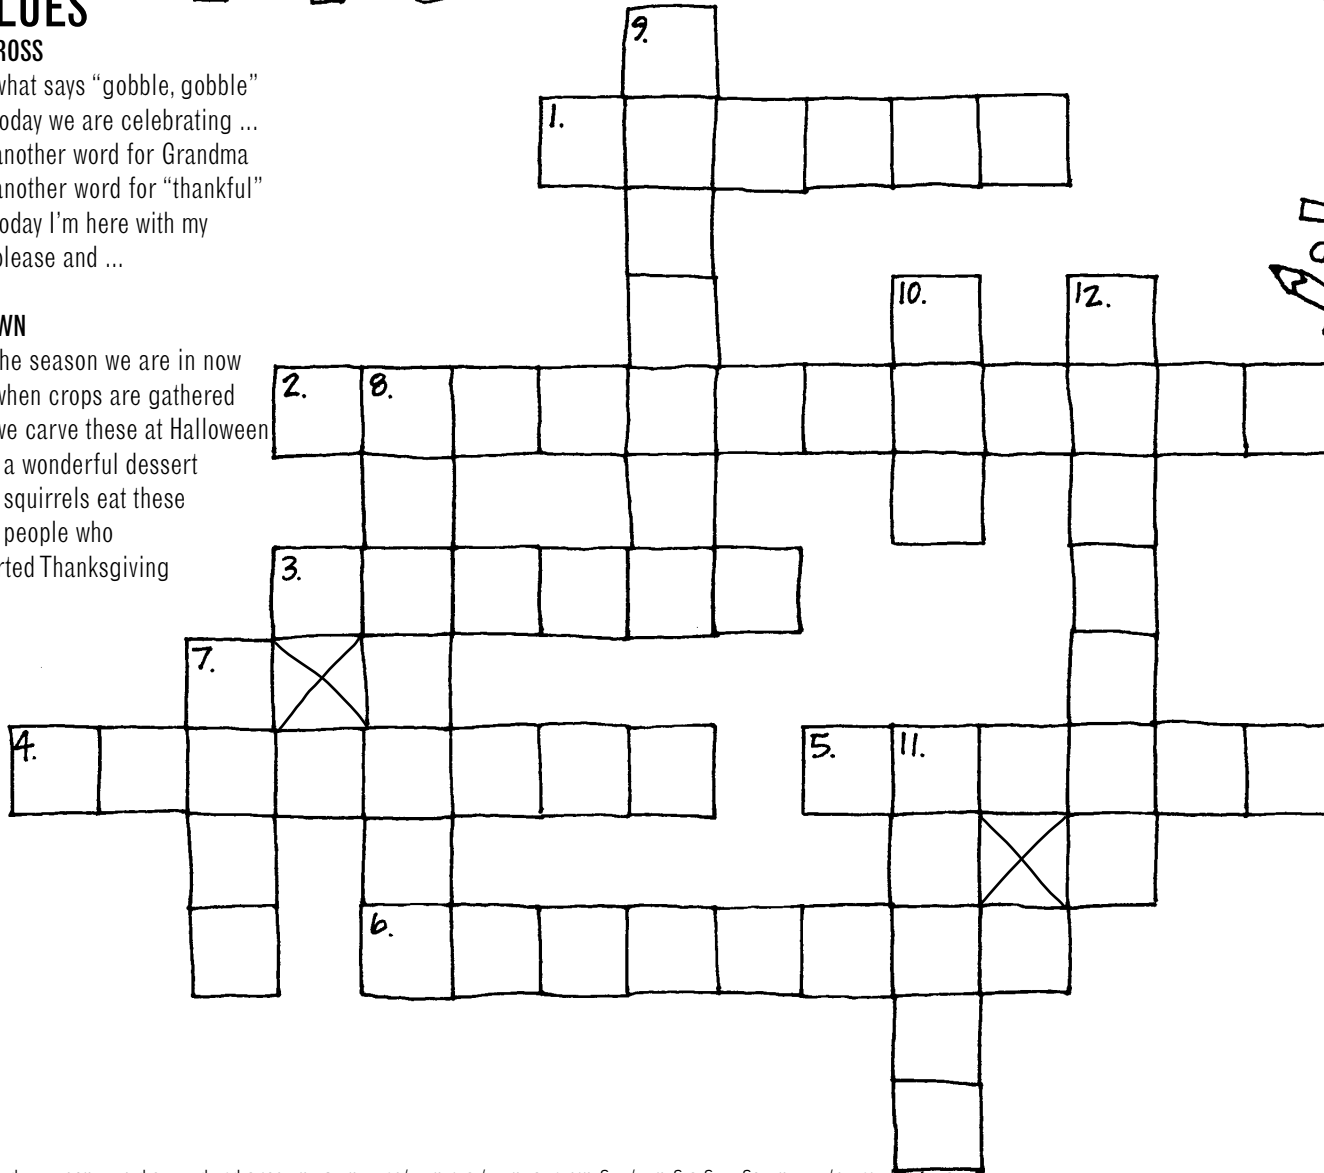 LUES
ROSS
what says “gobble, gobble”
oday we are celebrating ...
another word for Grandma
another word for “thankful”
oday I’m here with my
please and ...
WN
he season we are in now
when crops are gathered
we carve these at Halloween
a wonderful dessert
squirrels eat these
people who
rted Thanksgiving
9.
1.
10.
12.
2.
8.
3.
7.
4.
5.
11.
6.